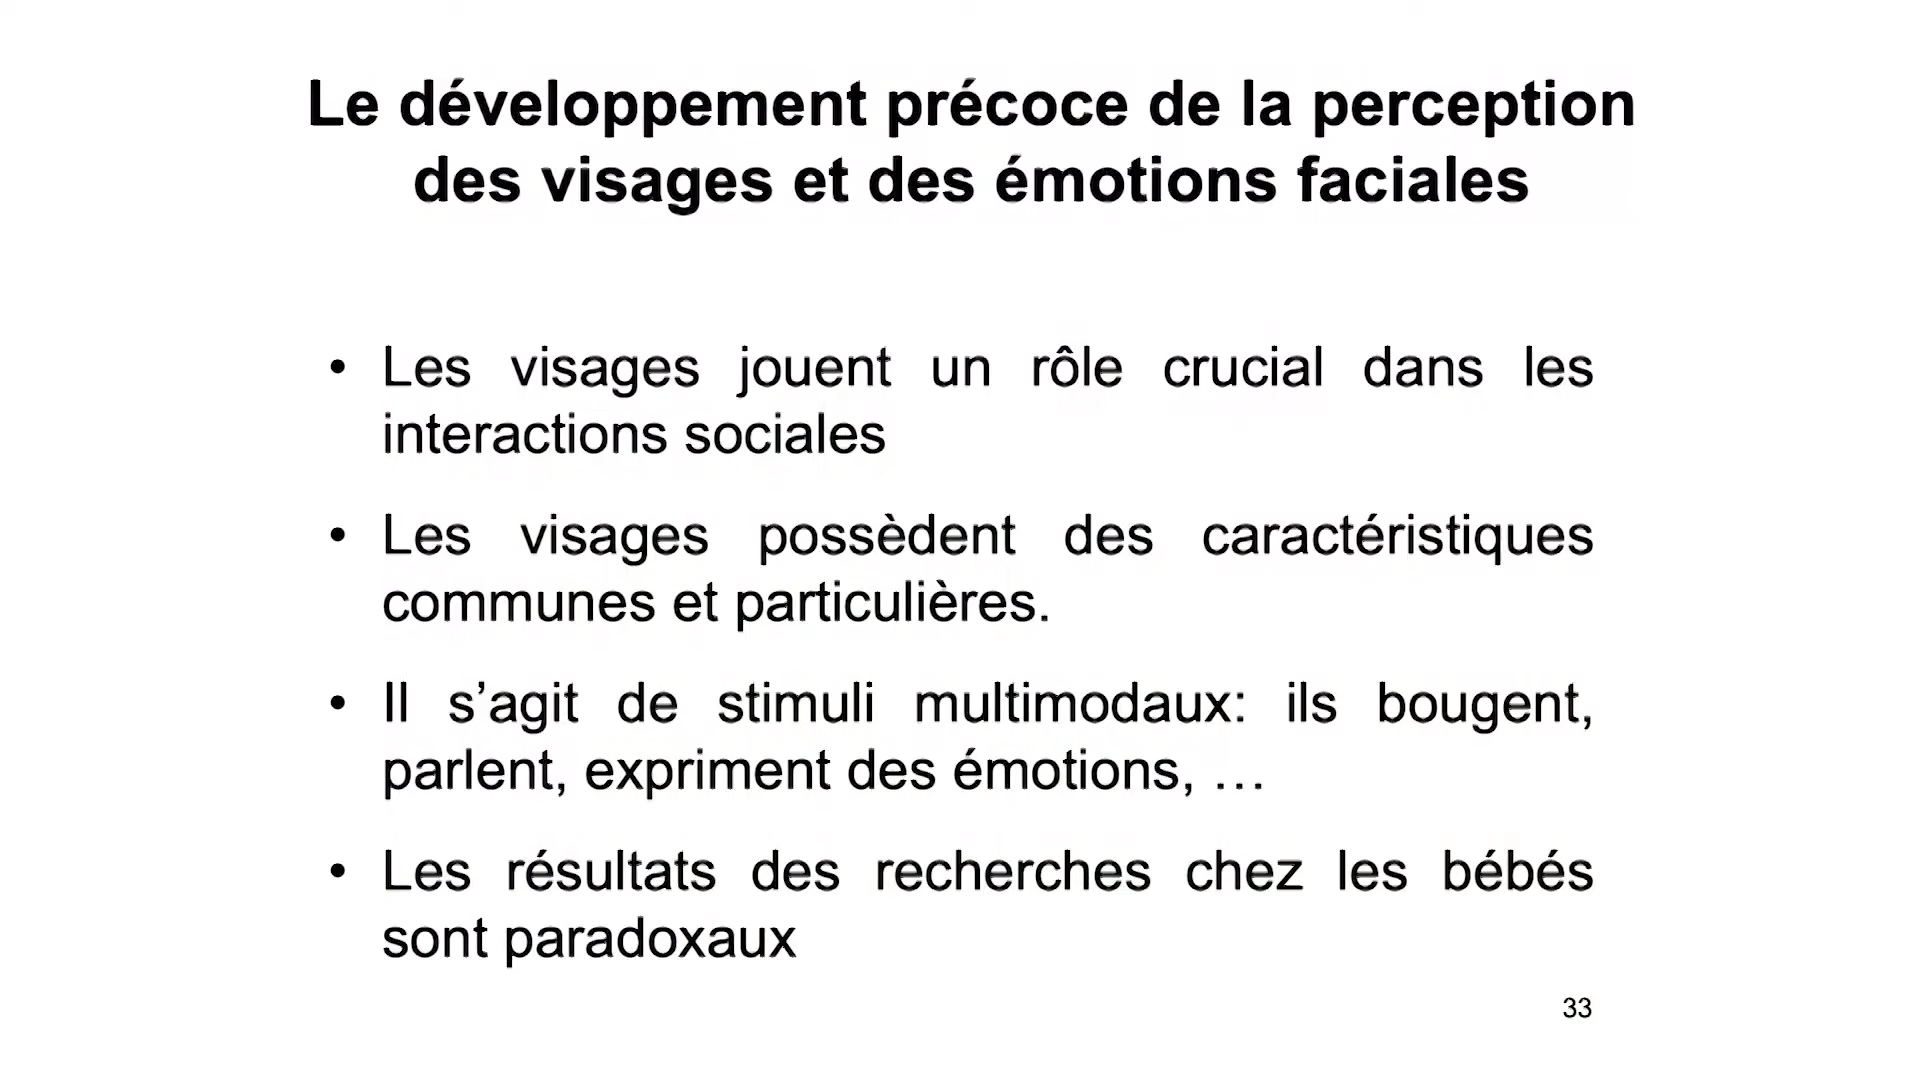 Le développement précoce de la perception
des visages et des émotions faciales
• Les visages jouent un rôle crucial dans les
interactions sociales
• Les visages possèdent des caractéristiques
communes et particulières.
• Il s’agit de stimuli multimodaux: ils bougent,
parlent, expriment des émotions, …
• Les résultats des recherches chez les bébés
sont paradoxaux
33